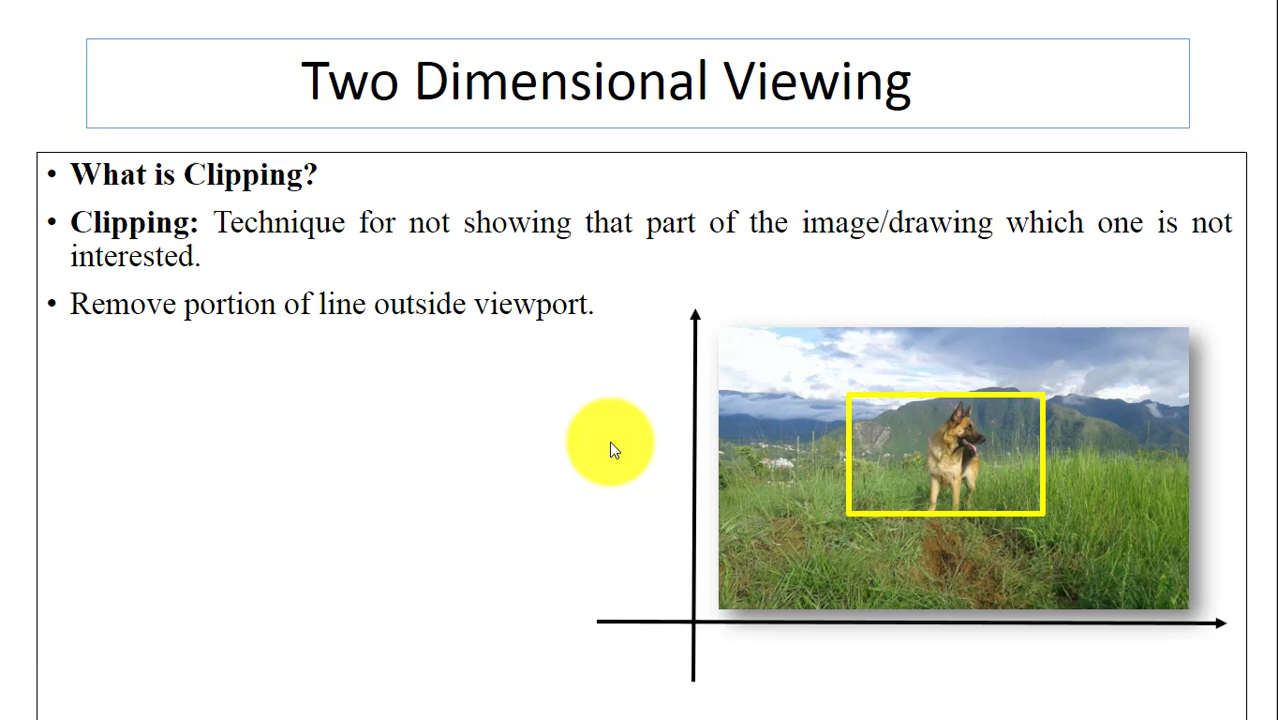 Two Dimensional Viewing
• What is Clipping?
• Clipping: Technique for not showing that part of the image/drawing which one is not
interested.
• Remove portion of line outside viewport.